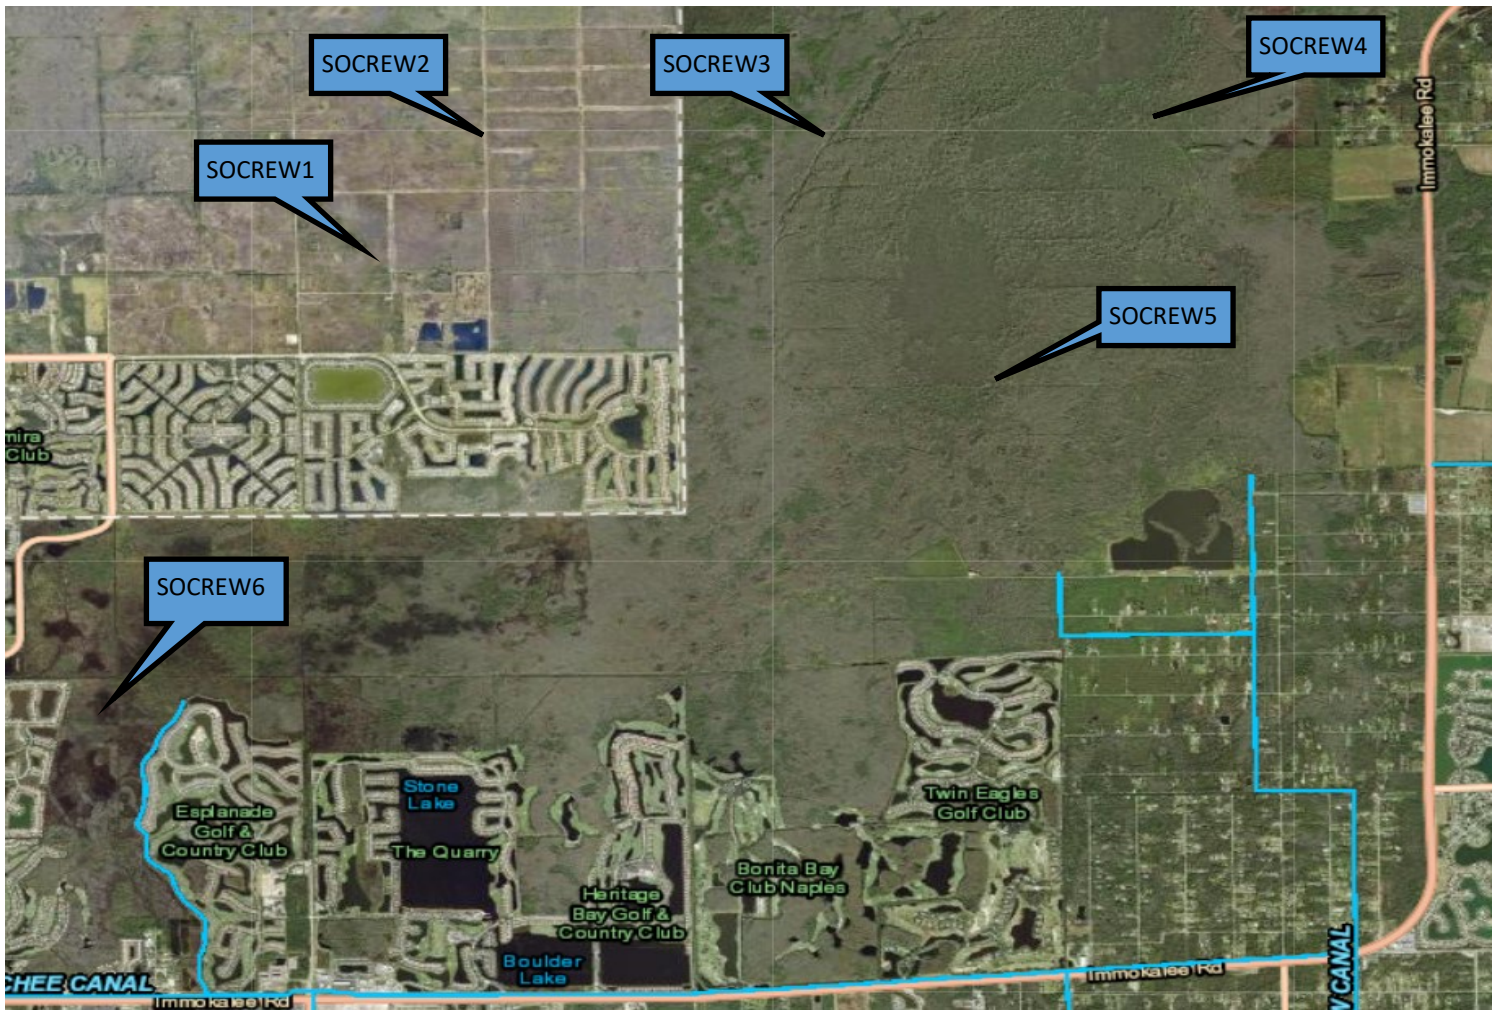 SOCREW2
SOCREW3
SOCREW4
SOCREW1
Immokalee Rd
SOCREW5
mira
Club
SOCREW6
Stone
Lake
Esplanade
Golf &
Country Club
The Quarry
Twin Eagles
Golf Club
Bonita Bay
Club Naples
Heritage
Bay Golf &
Country Club
Boulder
Lake
CHEE CANAL
Immokalee Rd
Immokalee Rd
CANAL